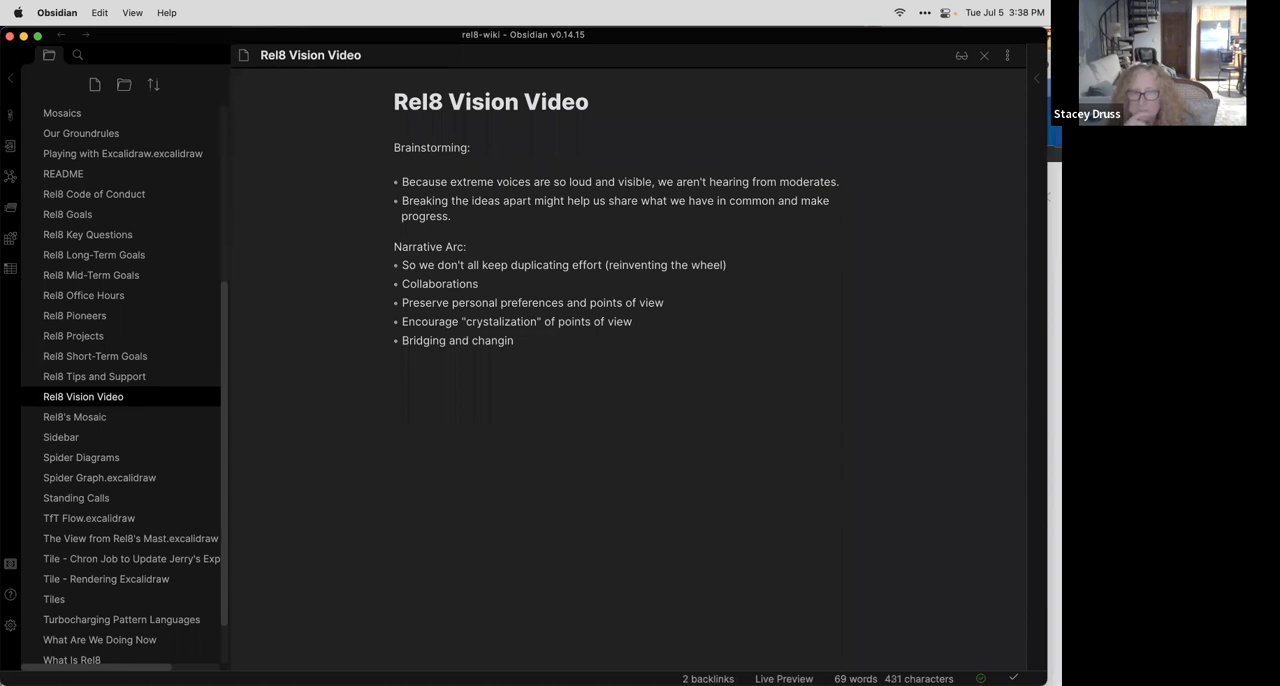 Obsidian Edit View Help
Tue Jul 5 3:38 PM
rel8-wiki - Obsidian v0.14.15
Rel8 Vision Video
Mosaics
Our Groundrules
Playing with Excalidraw.excalidraw
README
Rel8 Code of Conduct
Rel8 Goals
Rel8 Key Questions
Rel8 Long-Term Goals
Rel8 Mid-Term Goals
Rel8 Office Hours
Rel8 Pioneers
Rel8 Projects
Rel8 Short-Term Goals
Rel8 Tips and Support
Rel8 Vision Video
Rel8's Mosaic
Sidebar
Spider Diagrams
Spider Graph.excalidraw
Standing Calls
TfT Flow.excalidraw
The View from Rel8's Mast.excalidraw
Tile - Chron Job to Update Jerry's Exp
Tile - Rendering Excalidraw
Tiles
Turbocharging Pattern Languages
What Are We Doing Now
What Is Rel8
Rel8 Vision Video
Brainstorming:
• Because extreme voices are so loud and visible, we aren't hearing from moderates.
• Breaking the ideas apart might help us share what we have in common and make
progress.
Narrative Arc:
• So we don't all keep duplicating effort (reinventing the wheel)
• Collaborations
• Preserve personal preferences and points of view
• Encourage "crystalization" of points of view
• Bridging and changin
2 backlinks Live Preview 69 words 431 characters
Stacey Druss